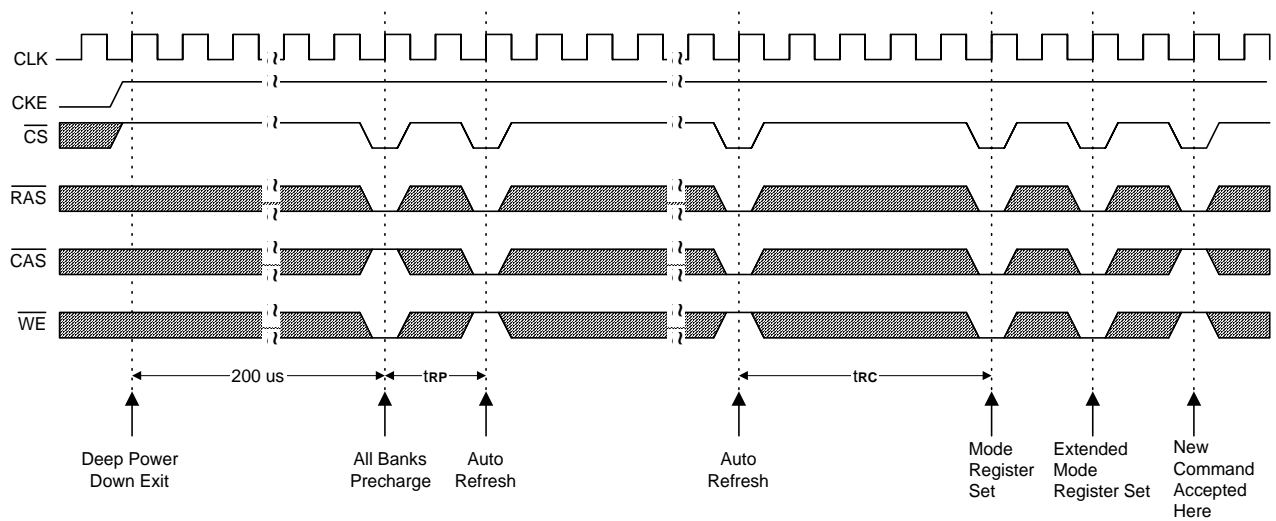 CLK
CKE
CS
RAS
CAS
WE
200 us
tRP
tRC
Deep Power
Down Exit
All Banks
Precharge
Auto
Refresh
Auto
Refresh
Mode
Register
Set
Extended
Mode
Register Set
New
Command
Accepted
Here